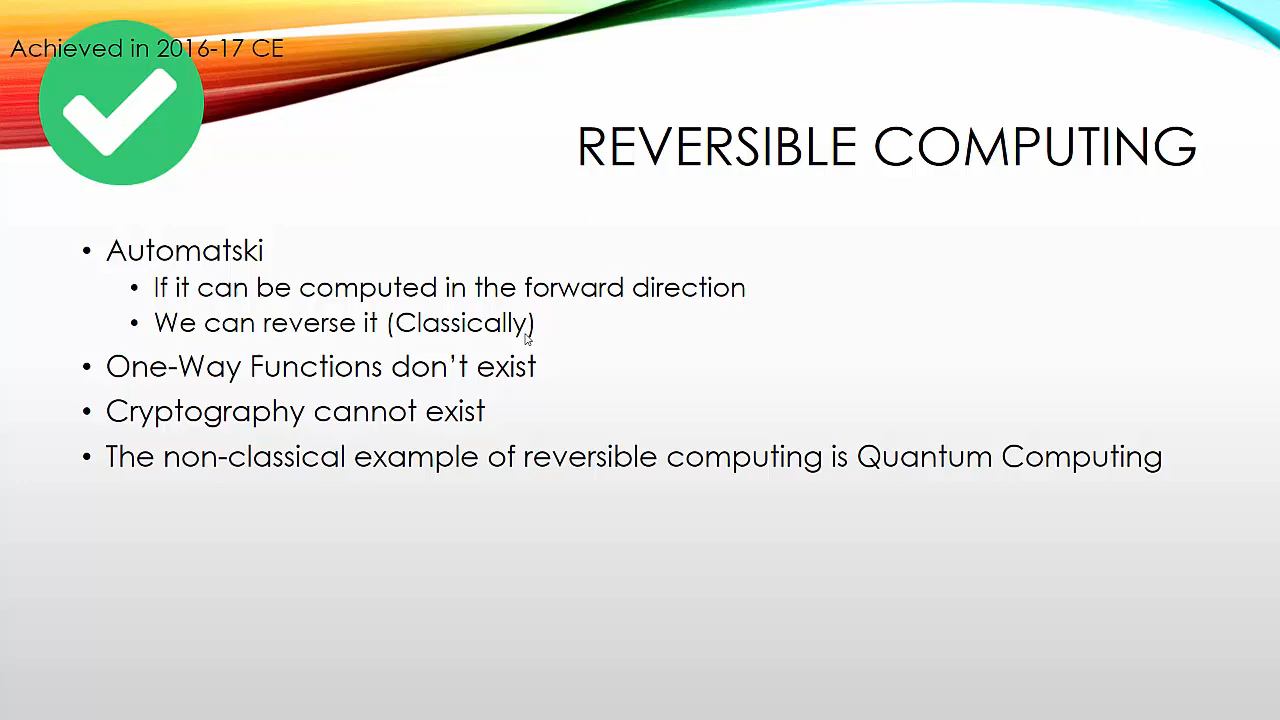 Achieved in 2016-17 CE
REVERSIBLE COMPUTING
• Automatski
• If it can be computed in the forward direction
• We can reverse it (Classically)
• One-Way Functions don’t exist
• Cryptography cannot exist
• The non-classical example of reversible computing is Quantum Computing